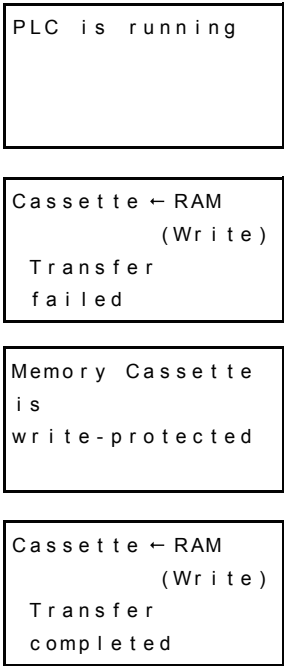 PLC is running
Cassette ← RAM
(Write)
Transfer
failed
Memory Cassette
is
write-protected
Cassette ← RAM
(Write)
Transfer
completed